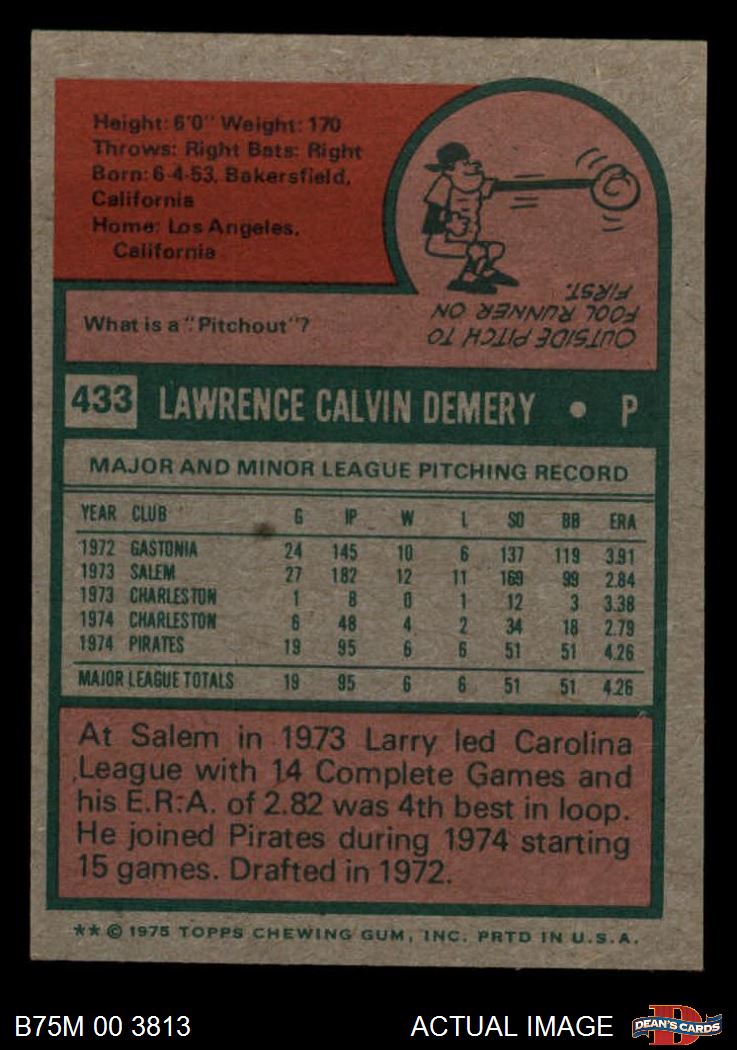 Height: 6'0" Weight: 170
Throws: Right Bats: Right
Born: 6-4-53, Bakersfield,
California
Home: Los Angeles,
California
What is a "Pitchout"?
OUTSIDE PITCH TO
FOOL RUNNER ON
FIRST.
433 LAWRENCE CALVIN DEMERY • P
MAJOR AND MINOR LEAGUE PITCHING RECORD
YEAR CLUB G IP W L SO BB ERA
1972 GASTONIA 24 145 10 6 137 119 3.91
1973 SALEM 27 182 12 11 169 99 2.84
1973 CHARLESTON 1 8 0 1 12 3 3.38
1974 CHARLESTON 6 48 4 2 34 18 2.79
1974 PIRATES 19 95 6 6 51 51 4.26
MAJOR LEAGUE TOTALS 19 95 6 6 51 51 4.26
At Salem in 1973 Larry led Carolina
League with 14 Complete Games and
his E.R.A. of 2.82 was 4th best in loop.
He joined Pirates during 1974 starting
15 games. Drafted in 1972.
** © 1975 TOPPS CHEWING GUM, INC. PRTD IN U.S.A.
B75M 00 3813 ACTUAL IMAGE D DEAN'S CARDS